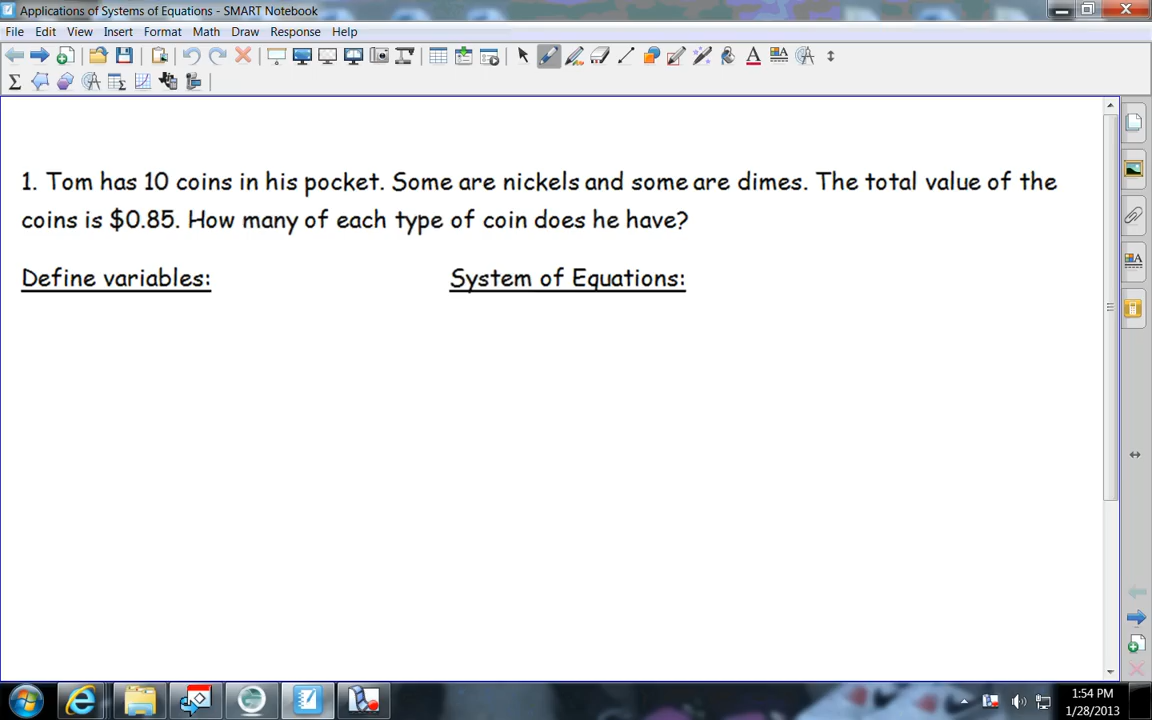 Applications of Systems of Equations - SMART Notebook
File Edit View Insert Format Math Draw Response Help
1. Tom has 10 coins in his pocket. Some are nickels and some are dimes. The total value of the
coins is $0.85. How many of each type of coin does he have?
Define variables: System of Equations:
1:54 PM
1/28/2013